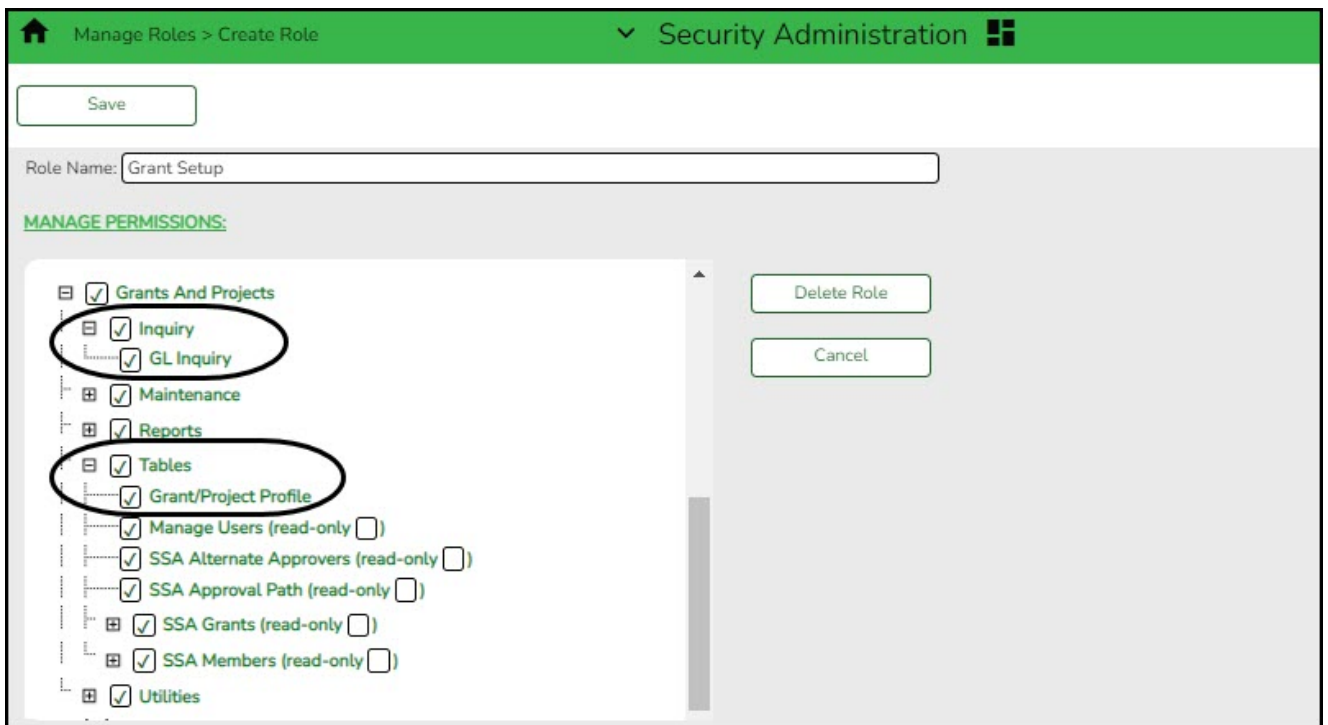 Manage Roles > Create Role
Security Administration
Save
Role Name: Grant Setup
MANAGE PERMISSIONS:
Grants And Projects
Inquiry
GL Inquiry
Maintenance
Reports
Tables
Grant/Project Profile
Manage Users (read-only )
SSA Alternate Approvers (read-only )
SSA Approval Path (read-only )
SSA Grants (read-only )
SSA Members (read-only )
Utilities
Delete Role
Cancel